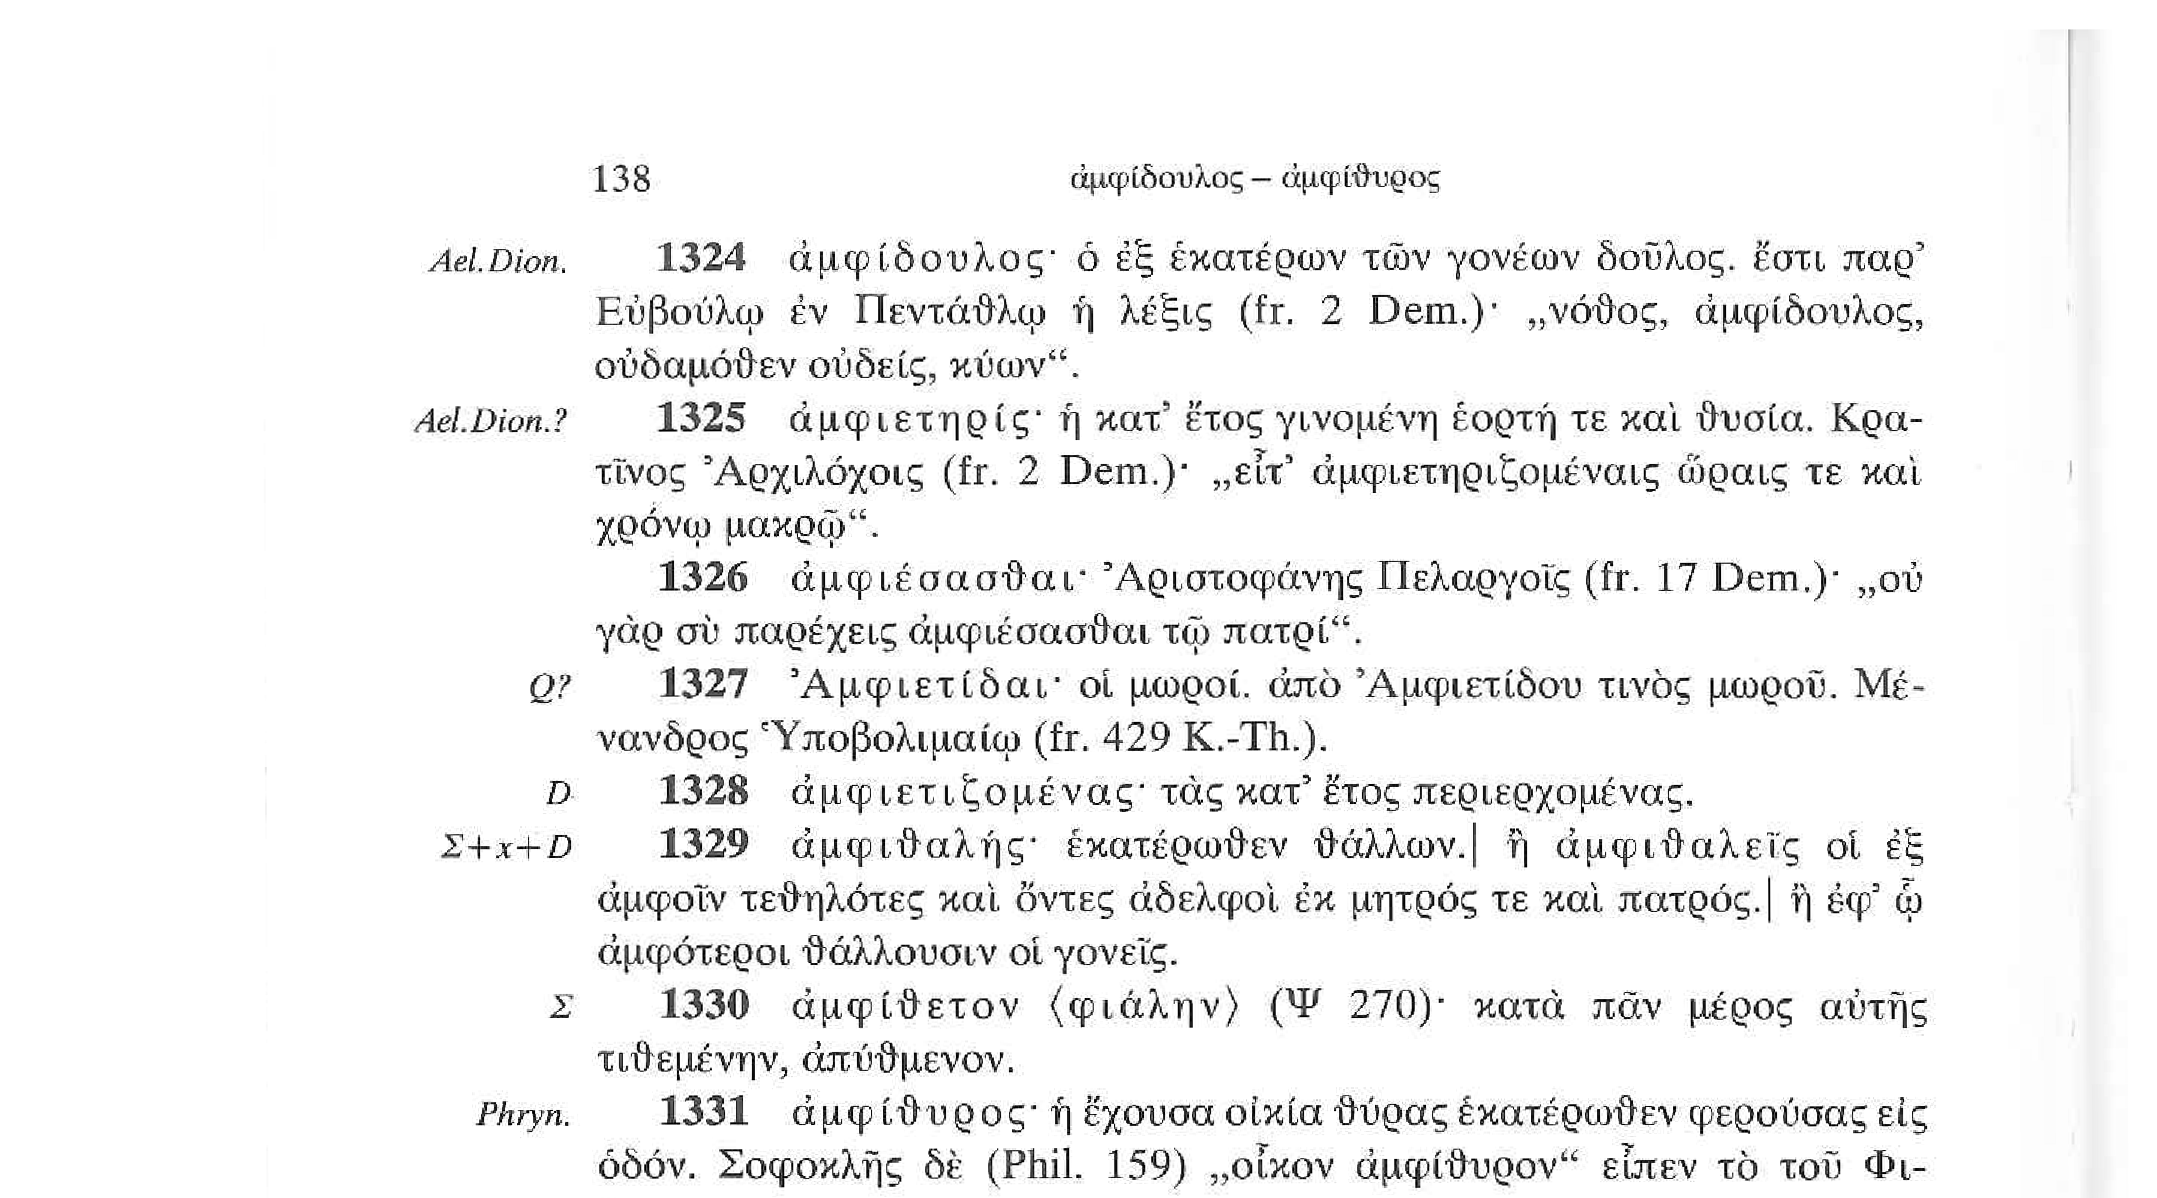 138 ἀμφίδουλος – ἀμφίθυρος
Ael. Dion. 1324 ἀμφίδουλος· ὁ ἐξ ἑκατέρων τῶν γονέων δοῦλος. ἔστι παρ’
Εὐβούλῳ ἐν Πεντάθλῳ ἡ λέξις (fr. 2 Dem.)· „νόθος, ἀμφίδουλος,
οὐδαμόθεν οὐδείς, κύων“.
Ael. Dion.? 1325 ἀμφιετηρίς· ἡ κατ’ ἔτος γινομένη ἑορτή τε καὶ θυσία. Κρα-
τῖνος Ἀρχιλόχοις (fr. 2 Dem.)· „εἶτ’ ἀμφιετηριζομέναις ὥραις τε καὶ
χρόνῳ μακρῷ“.
1326 ἀμφιέσασθαι· Ἀριστοφάνης Πελαργοῖς (fr. 17 Dem.)· „οὐ
γὰρ σὺ παρέχεις ἀμφιέσασθαι τῷ πατρί“.
Q? 1327 Ἀμφιετίδαι· οἱ μωροί. ἀπὸ Ἀμφιετίδου τινὸς μωροῦ. Μέ-
νανδρος Ὑποβολιμαίῳ (fr. 429 K.-Th.).
D 1328 ἀμφιετιζομένας· τὰς κατ’ ἔτος περιερχομένας.
Σ+x+D 1329 ἀμφιθαλής· ἑκατέρωθεν θάλλων.| ἢ ἀμφιθαλεῖς οἱ ἐξ
ἀμφοῖν τεθηλότες καὶ ὄντες ἀδελφοὶ ἐκ μητρός τε καὶ πατρός.| ἢ ἐφ’ ᾧ
ἀμφότεροι θάλλουσιν οἱ γονεῖς.
Σ 1330 ἀμφίθετον ⟨φιάλην⟩ (Ψ 270)· κατὰ πᾶν μέρος αὐτῆς
τιθεμένην, ἀπύθμενον.
Phryn. 1331 ἀμφίθυρος· ἡ ἔχουσα οἰκία θύρας ἑκατέρωθεν φερούσας εἰς
ὁδόν. Σοφοκλῆς δὲ (Phil. 159) „οἶκον ἀμφίθυρον“ εἶπεν τὸ τοῦ Φι-